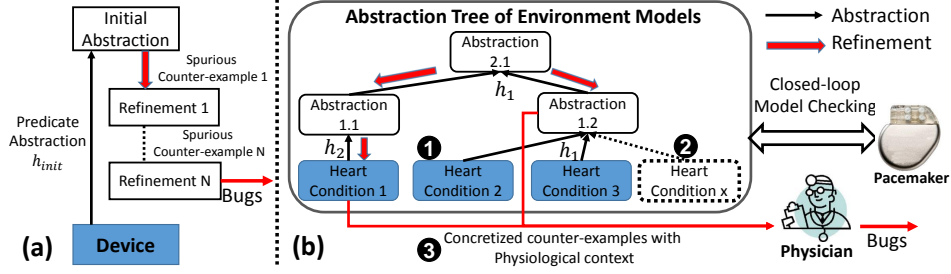 Initial
Abstraction
Spurious
Counter-example 1
Refinement 1
Predicate
Abstraction
h_init
Spurious
Counter-example N
Refinement N
Bugs
(a)
Device
Abstraction Tree of Environment Models
Abstraction
2.1
h₁
Abstraction
1.1
Abstraction
1.2
h₂
1
h₁
2
Heart
Condition 1
Heart
Condition 2
Heart
Condition 3
Heart
Condition x
(b)
3
Concretized counter-examples with
Physiological context
Abstraction
Refinement
Closed-loop
Model Checking
Pacemaker
Physician
Bugs